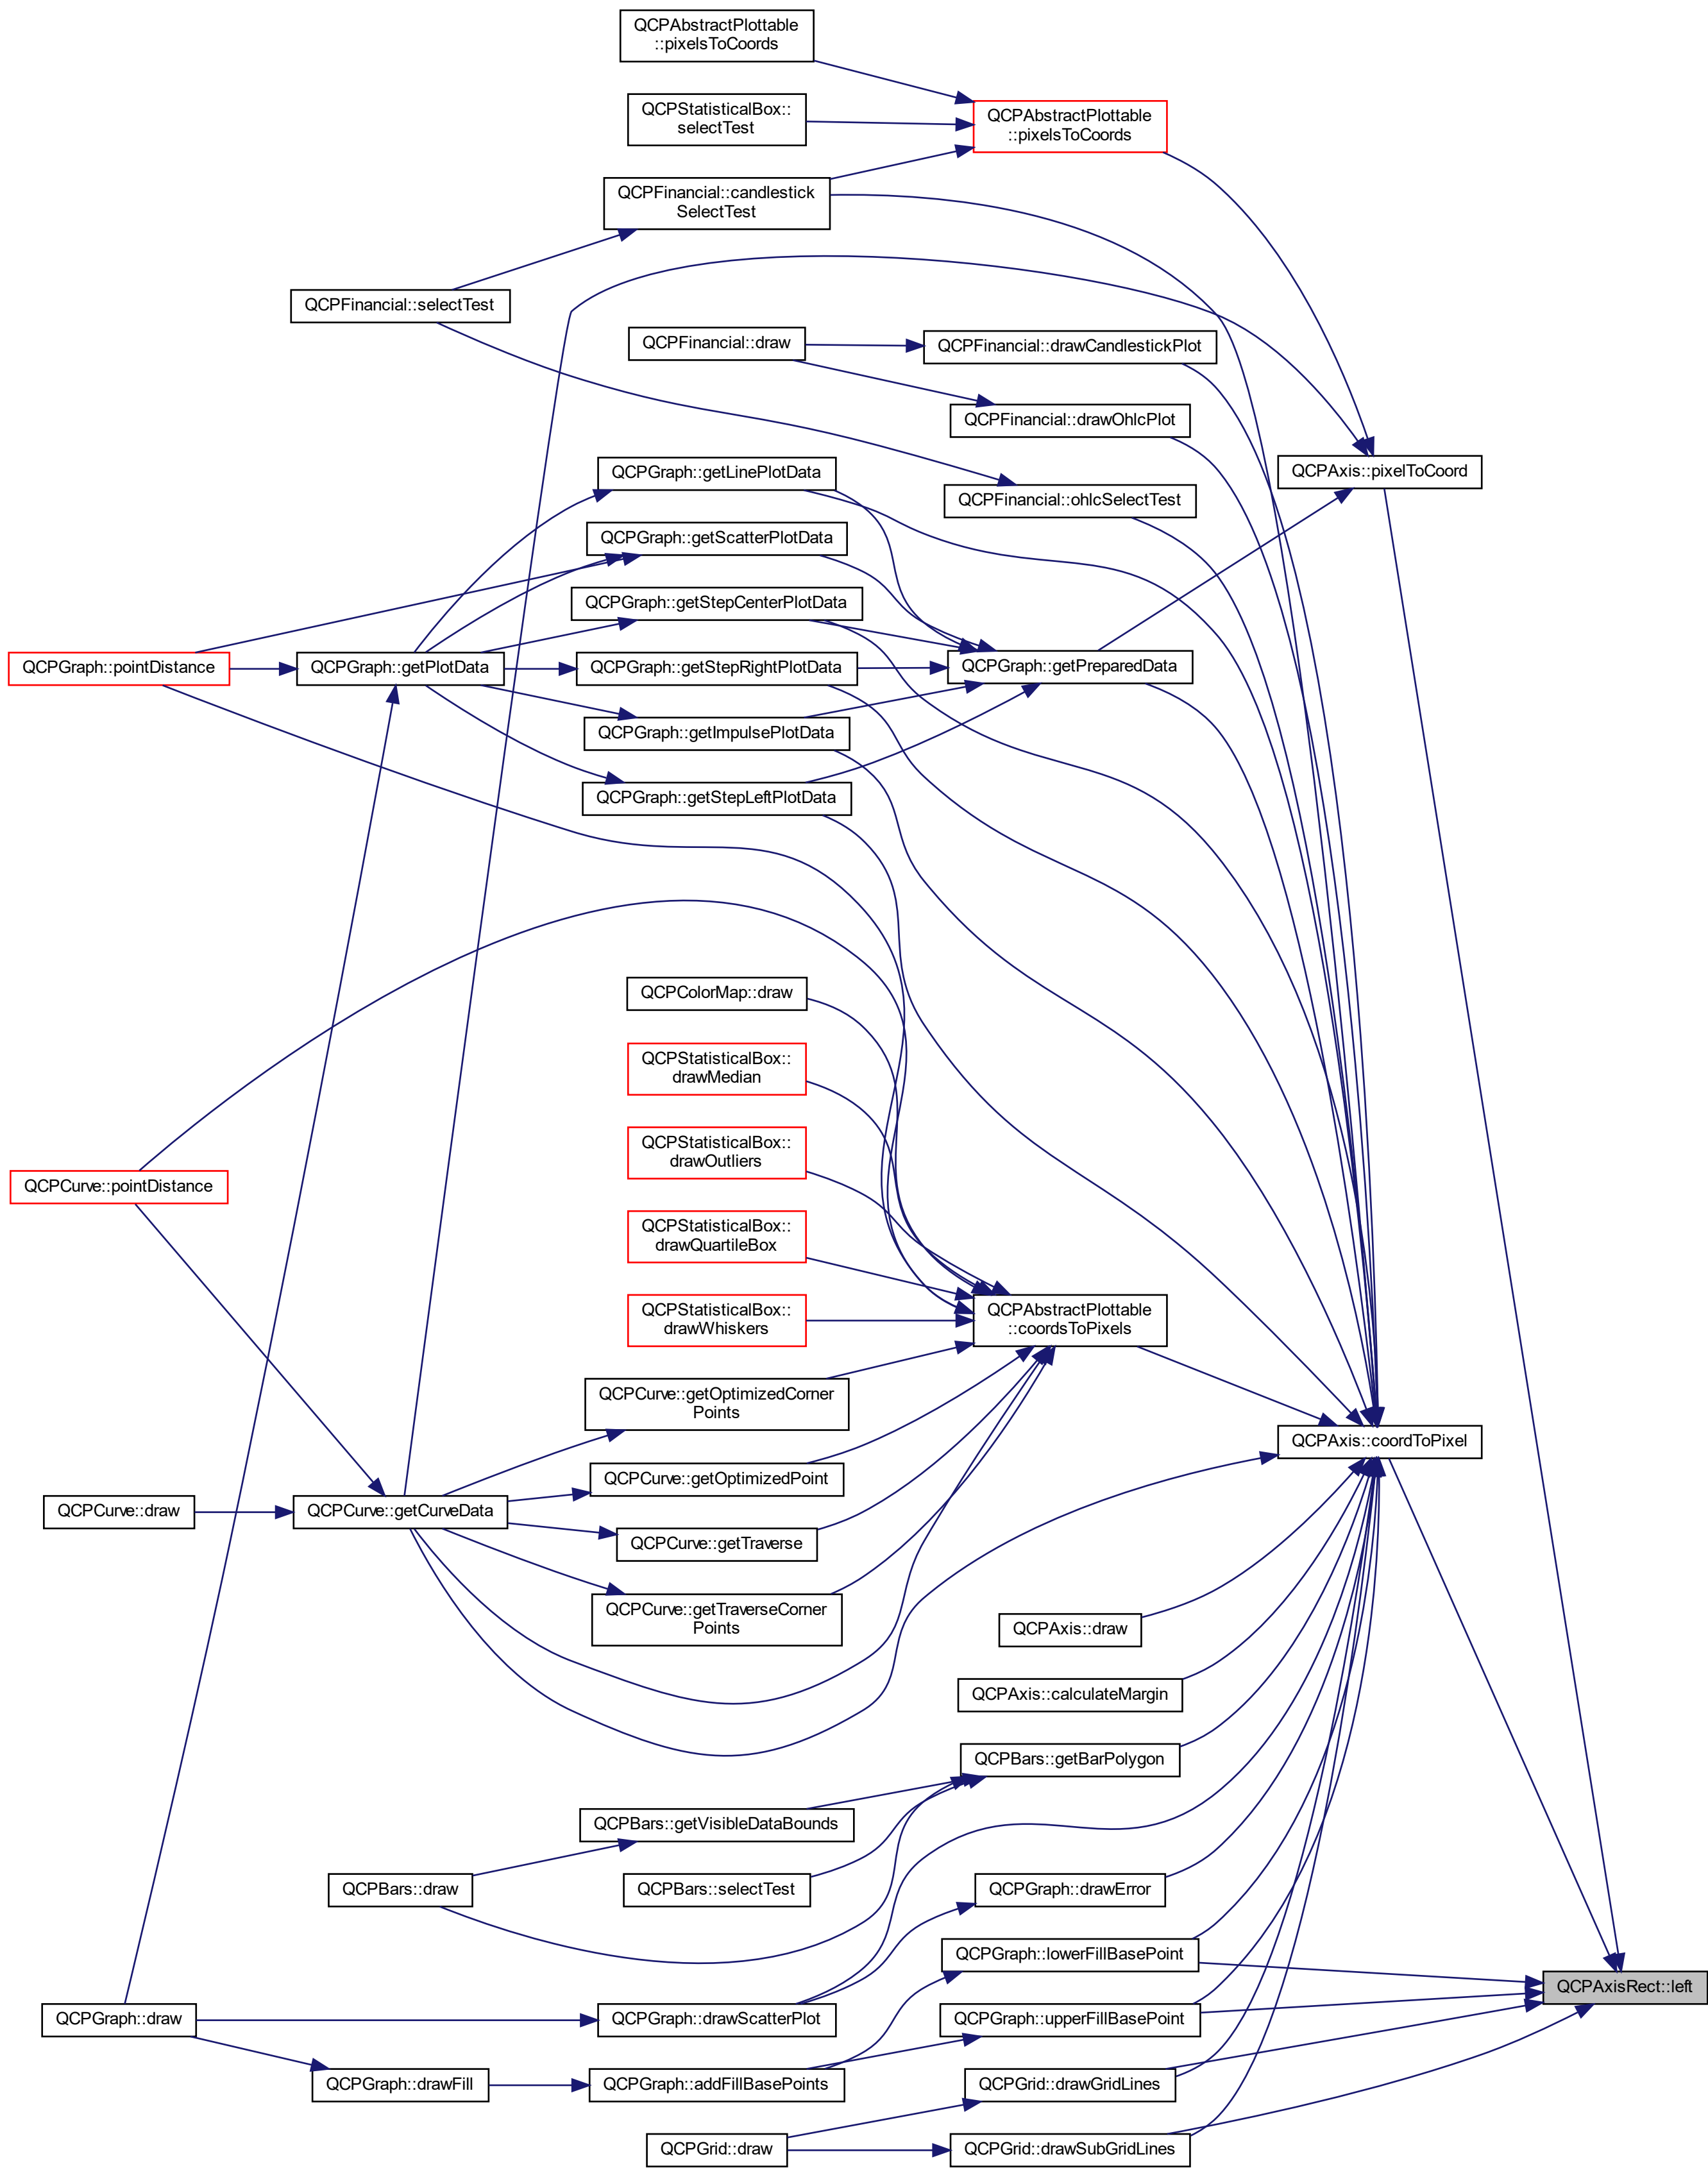 QCPAbstractPlottable
::pixelsToCoords
QCPStatisticalBox::
selectTest
QCPAbstractPlottable
::pixelsToCoords
QCPFinancial::candlestick
SelectTest
QCPFinancial::selectTest
QCPFinancial::draw
QCPFinancial::drawCandlestickPlot
QCPFinancial::drawOhlcPlot
QCPGraph::getLinePlotData
QCPAxis::pixelToCoord
QCPFinancial::ohlcSelectTest
QCPGraph::getScatterPlotData
QCPGraph::getStepCenterPlotData
QCPGraph::pointDistance
QCPGraph::getPlotData
QCPGraph::getStepRightPlotData
QCPGraph::getPreparedData
QCPGraph::getImpulsePlotData
QCPGraph::getStepLeftPlotData
QCPColorMap::draw
QCPStatisticalBox::
drawMedian
QCPStatisticalBox::
drawOutliers
QCPCurve::pointDistance
QCPStatisticalBox::
drawQuartileBox
QCPStatisticalBox::
drawWhiskers
QCPAbstractPlottable
::coordsToPixels
QCPCurve::getOptimizedCorner
Points
QCPAxis::coordToPixel
QCPCurve::getOptimizedPoint
QCPCurve::draw
QCPCurve::getCurveData
QCPCurve::getTraverse
QCPCurve::getTraverseCorner
Points
QCPAxis::draw
QCPAxis::calculateMargin
QCPBars::getBarPolygon
QCPBars::getVisibleDataBounds
QCPBars::draw
QCPBars::selectTest
QCPGraph::drawError
QCPGraph::lowerFillBasePoint
QCPAxisRect::left
QCPGraph::draw
QCPGraph::drawScatterPlot
QCPGraph::upperFillBasePoint
QCPGraph::drawFill
QCPGraph::addFillBasePoints
QCPGrid::drawGridLines
QCPGrid::draw
QCPGrid::drawSubGridLines